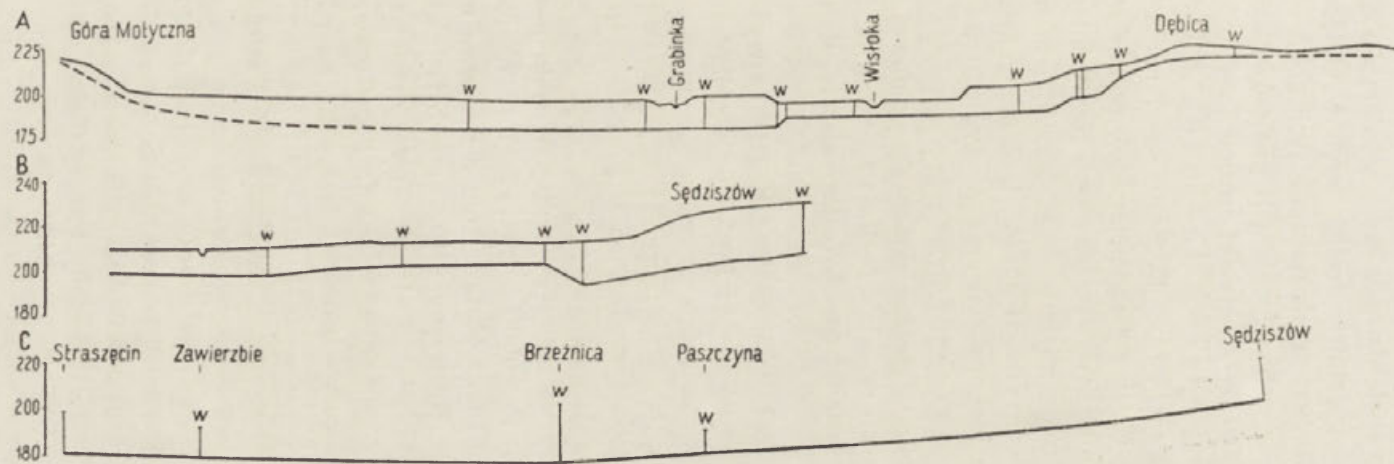 A
Góra Motyczna
Grabinka
Wisłoka
Dębica
225
200
175
W W W W W W W W W
B
Sędziszów
240
220
200
180
W W W W W
C
Straszęcin Zawierzbie Brzeźnica Paszczyna Sędziszów
220
200
180
W W W